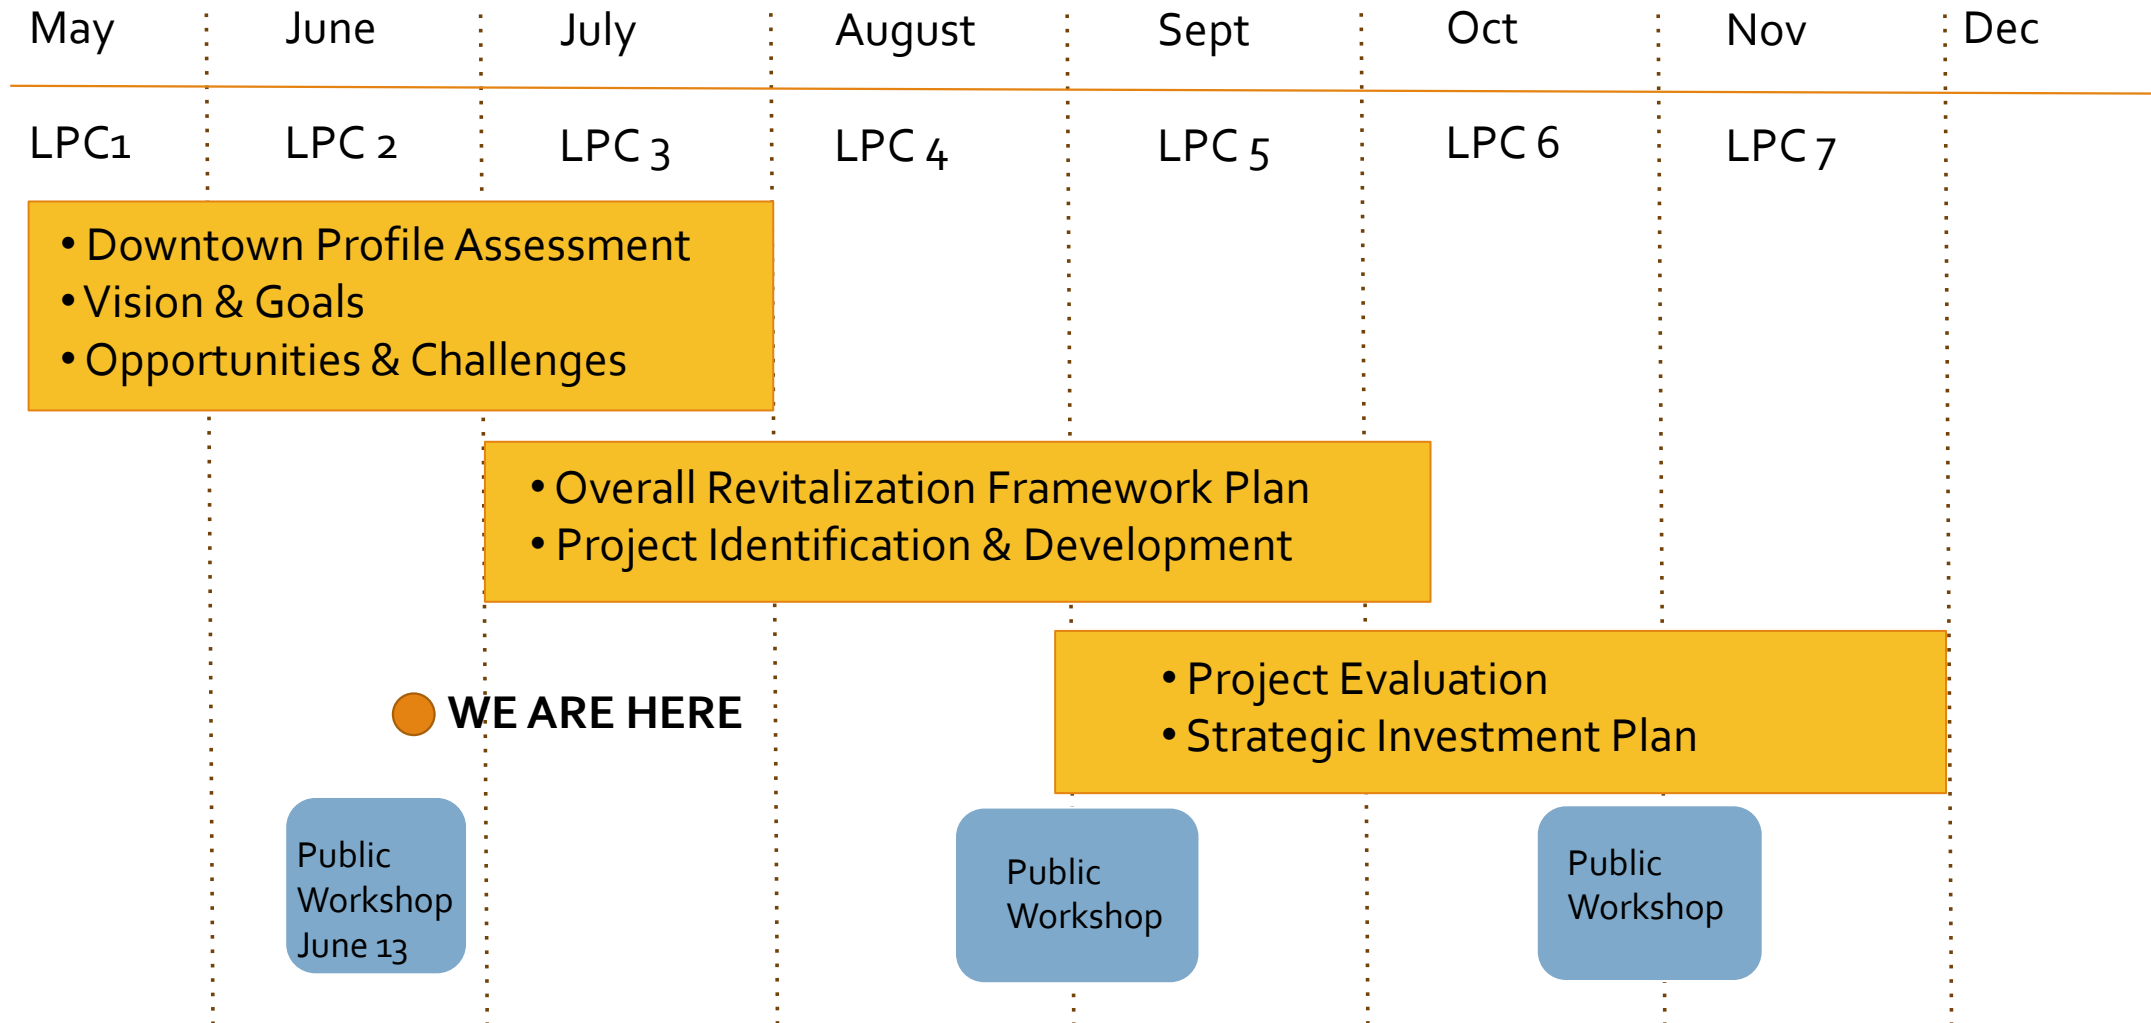 May June July August Sept Oct Nov Dec
LPC1 LPC 2 LPC 3 LPC 4 LPC 5 LPC 6 LPC 7
• Downtown Profile Assessment
• Vision & Goals
• Opportunities & Challenges
• Overall Revitalization Framework Plan
• Project Identification & Development
• Project Evaluation
• Strategic Investment Plan
WE ARE HERE
Public
Workshop
June 13
Public
Workshop
Public
Workshop